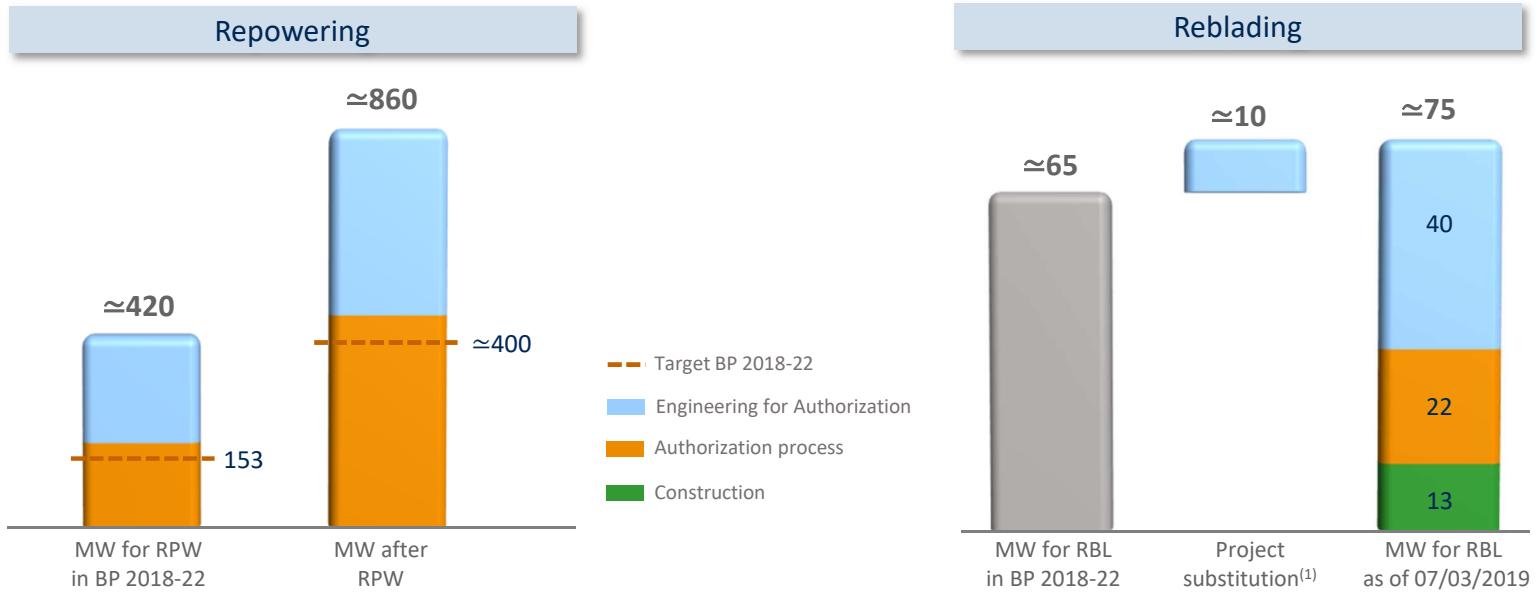 Repowering
≃860
≃420
≃400
153
MW for RPW
in BP 2018-22
MW after
RPW
Target BP 2018-22
Engineering for Authorization
Authorization process
Construction
Reblading
≃65
≃10
≃75
40
22
13
MW for RBL
in BP 2018-22
Project
substitution(1)
MW for RBL
as of 07/03/2019